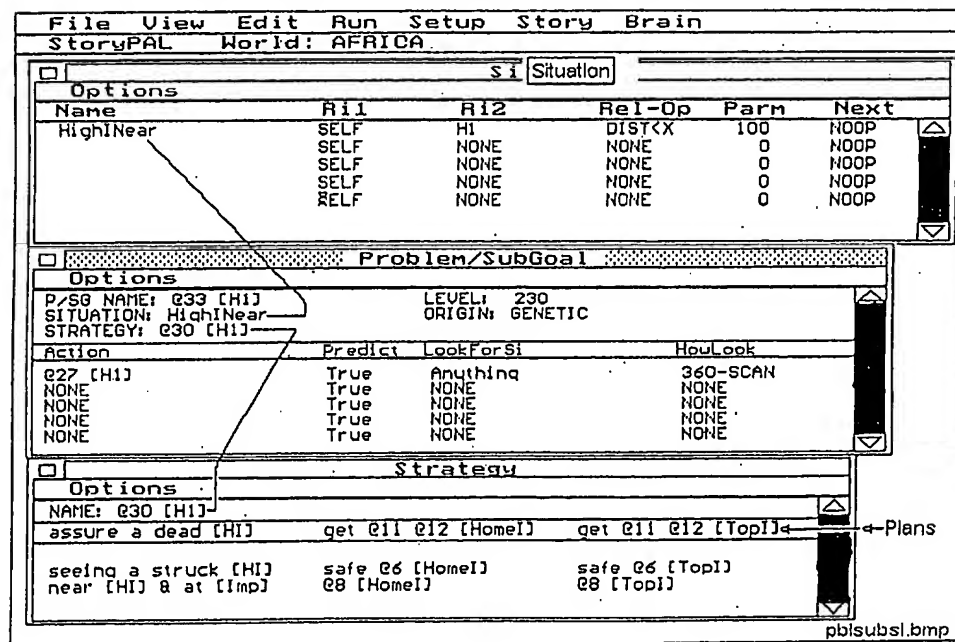 File View Edit Run Setup Story Brain
StoryPAL World: AFRICA
Si Situation
Options
Name Ri1 Ri2 Rel-Op Parm Next
HighINear SELF H1 DIST<X 100 NOOP
SELF NONE NONE 0 NOOP
SELF NONE NONE 0 NOOP
SELF NONE NONE 0 NOOP
SELF NONE NONE 0 NOOP
Problem/SubGoal
Options
P/SG NAME: @33 [HI] LEVEL: 230
SITUATION: HighINear ORIGIN: GENETIC
STRATEGY: @30 [HI]
Action Predict LookForSi HowLook
@27 [HI] True Anything 360-SCAN
NONE True NONE NONE
NONE True NONE NONE
NONE True NONE NONE
NONE True NONE NONE
Strategy
Options
NAME: @30 [HI]
assure a dead [HI] get @11 @12 [HomeI] get @11 @12 [TopI] Plans
seeing a struck [HI] safe @6 [HomeI] safe @6 [TopI]
near [HI] & at [Imp] @8 [HomeI] @8 [TopI]
pblsubsl.bmp